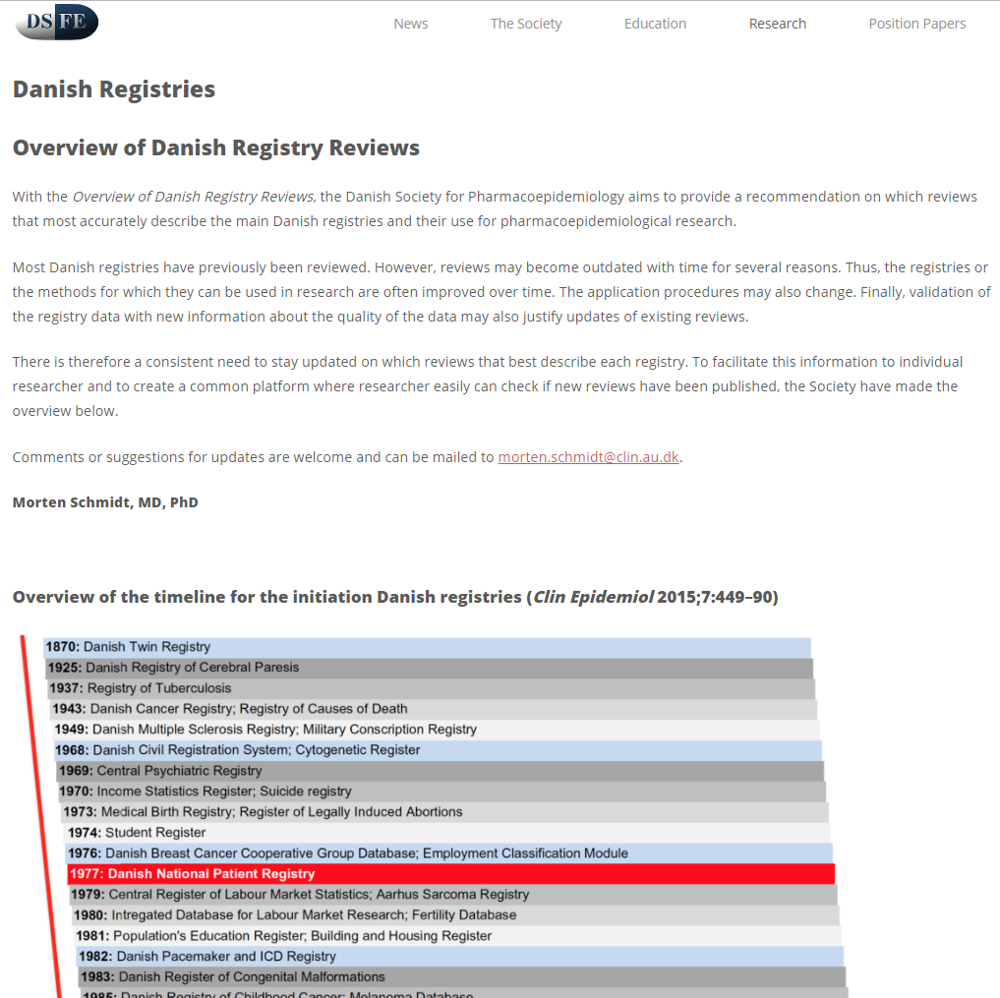 DSFE
News
The Society
Education
Research
Position Papers
Danish Registries
Overview of Danish Registry Reviews
With the Overview of Danish Registry Reviews, the Danish Society for Pharmacoepidemiology aims to provide a recommendation on which reviews
that most accurately describe the main Danish registries and their use for pharmacoepidemiological research.
Most Danish registries have previously been reviewed. However, reviews may become outdated with time for several reasons. Thus, the registries or
the methods for which they can be used in research are often improved over time. The application procedures may also change. Finally, validation of
the registry data with new information about the quality of the data may also justify updates of existing reviews.
There is therefore a consistent need to stay updated on which reviews that best describe each registry. To facilitate this information to individual
researcher and to create a common platform where researcher easily can check if new reviews have been published, the Society have made the
overview below.
Comments or suggestions for updates are welcome and can be mailed to morten.schmidt@clin.au.dk.
Morten Schmidt, MD, PhD
Overview of the timeline for the initiation Danish registries (Clin Epidemiol 2015;7:449–90)
1870: Danish Twin Registry
1925: Danish Registry of Cerebral Paresis
1937: Registry of Tuberculosis
1943: Danish Cancer Registry; Registry of Causes of Death
1949: Danish Multiple Sclerosis Registry; Military Conscription Registry
1968: Danish Civil Registration System; Cytogenetic Register
1969: Central Psychiatric Registry
1970: Income Statistics Register; Suicide registry
1973: Medical Birth Registry; Register of Legally Induced Abortions
1974: Student Register
1976: Danish Breast Cancer Cooperative Group Database; Employment Classification Module
1977: Danish National Patient Registry
1979: Central Register of Labour Market Statistics; Aarhus Sarcoma Registry
1980: Intregated Database for Labour Market Research; Fertility Database
1981: Population's Education Register; Building and Housing Register
1982: Danish Pacemaker and ICD Registry
1983: Danish Register of Congenital Malformations
1985: Danish Registry of Childhood Cancer; Melanoma Database